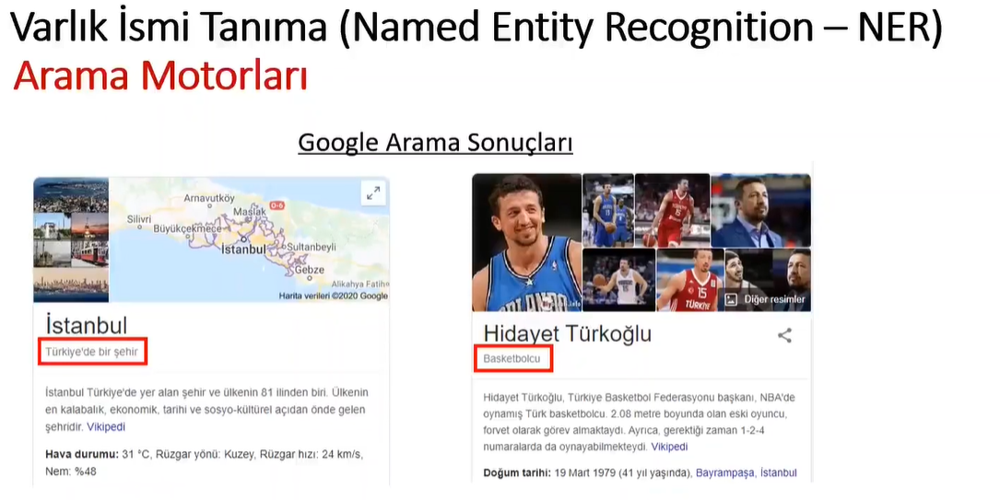 Varlık İsmi Tanıma (Named Entity Recognition – NER)
Arama Motorları
Google Arama Sonuçları
Arnavutköy
0-6
Silivri
Maslak
Büyükçekmece
İstanbul
Sultanbeyli
Gebze
Alikahya Fatih
Harita verileri ©2020 Google
İstanbul
Türkiye'de bir şehir
İstanbul Türkiye'de yer alan şehir ve ülkenin 81 ilinden biri. Ülkenin
en kalabalık, ekonomik, tarihi ve sosyo-kültürel açıdan önde gelen
şehridir. Vikipedi
Hava durumu: 31 °C, Rüzgar yönü: Kuzey, Rüzgar hızı: 24 km/s,
Nem: %48
15
TÜRKİYE
Diğer resimler
Hidayet Türkoğlu
Basketbolcu
Hidayet Türkoğlu, Türkiye Basketbol Federasyonu başkanı, NBA'de
oynamış Türk basketbolcu. 2.08 metre boyunda olan eski oyuncu,
forvet olarak görev almaktaydı. Ayrıca, gerektiği zaman 1-2-4
numaralarda da oynayabilmekteydi. Vikipedi
Doğum tarihi: 19 Mart 1979 (41 yıl yaşında), Bayrampaşa, İstanbul